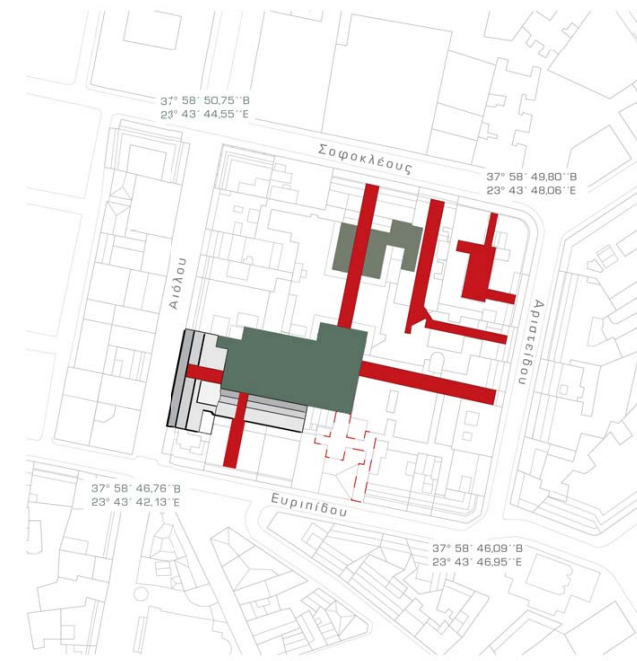 37° 58´ 50,75´´B
23° 43´ 44,55´´E
Σοφοκλέους
37° 58´ 49,80´´B
23° 43´ 48,06´´E
Αιόλου
Αριστείδου
37° 58´ 46,76´´B
23° 43´ 42,13´´E
Ευριπίδου
37° 58´ 46,09´´B
23° 43´ 46,95´´E